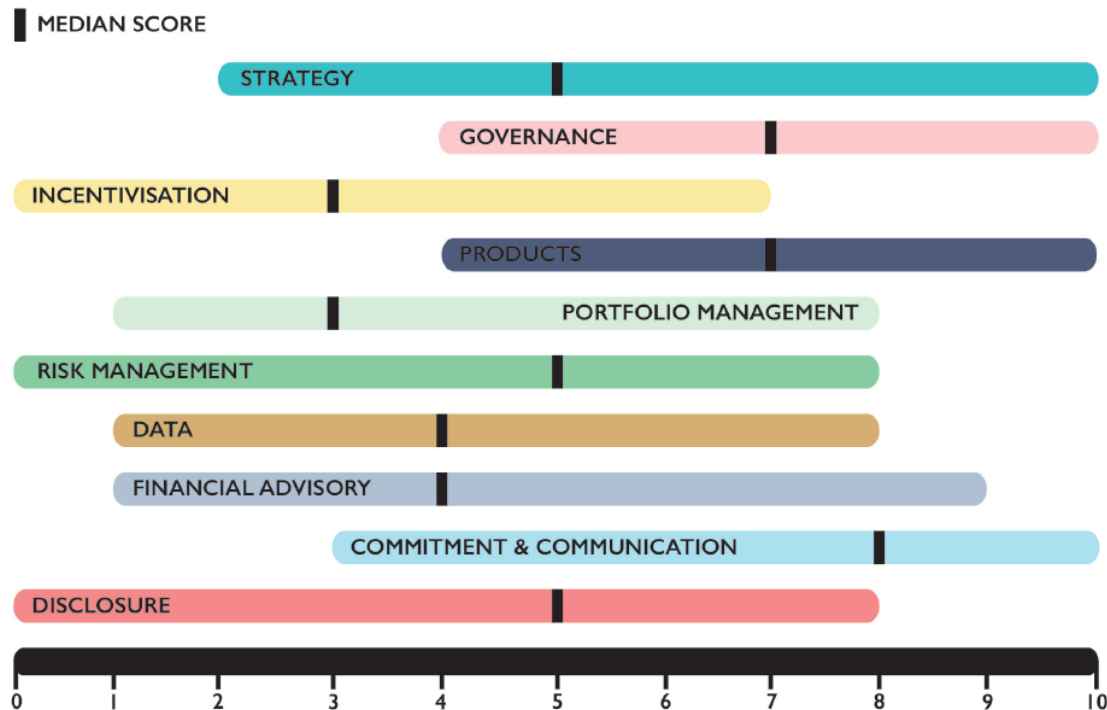 MEDIAN SCORE
STRATEGY
GOVERNANCE
INCENTIVISATION
PRODUCTS
PORTFOLIO MANAGEMENT
RISK MANAGEMENT
DATA
FINANCIAL ADVISORY
COMMITMENT & COMMUNICATION
DISCLOSURE
0 1 2 3 4 5 6 7 8 9 10